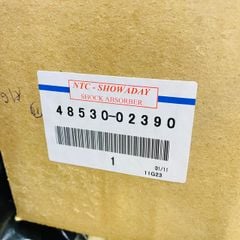 NTC - SHOWADAY
SHOCK ABSORBER
48530-02390
1
01/11
11G23